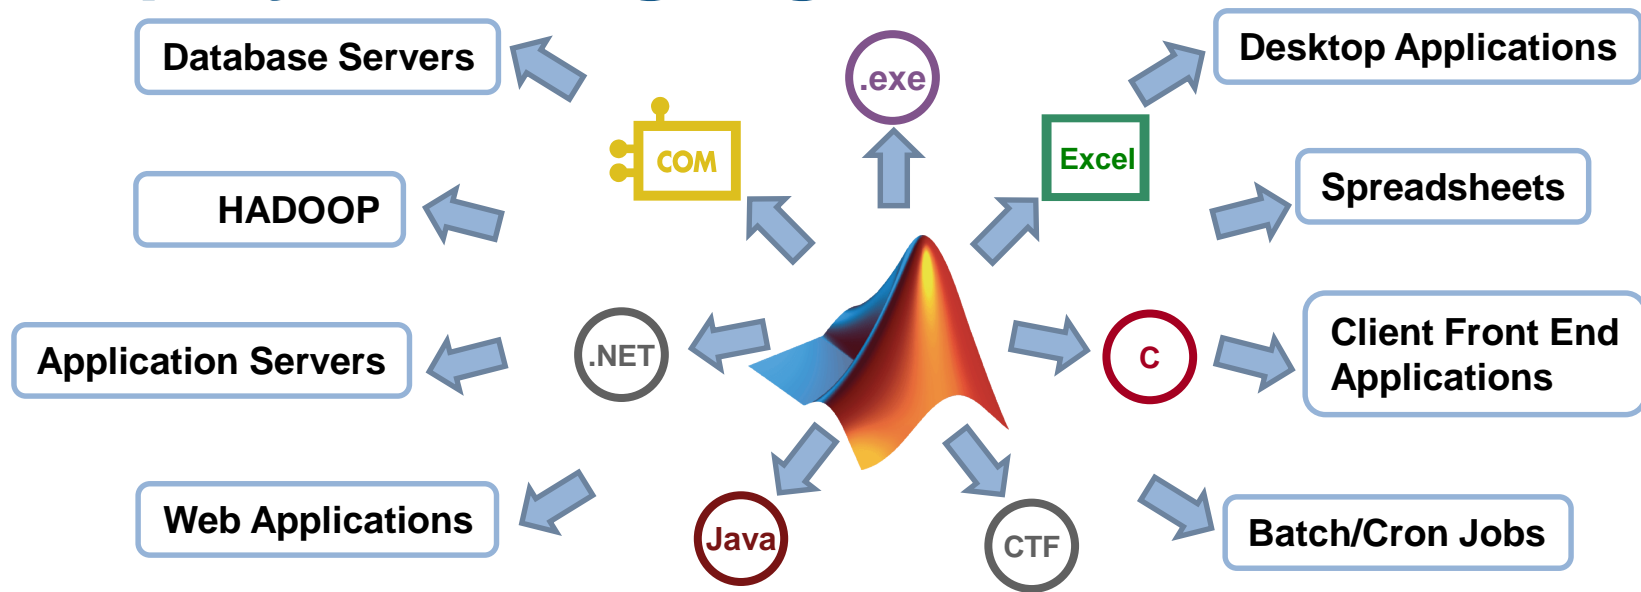 Database Servers
.exe
Desktop Applications
COM
Excel
HADOOP
Spreadsheets
Application Servers
.NET
C
Client Front End
Applications
Web Applications
Java
CTF
Batch/Cron Jobs